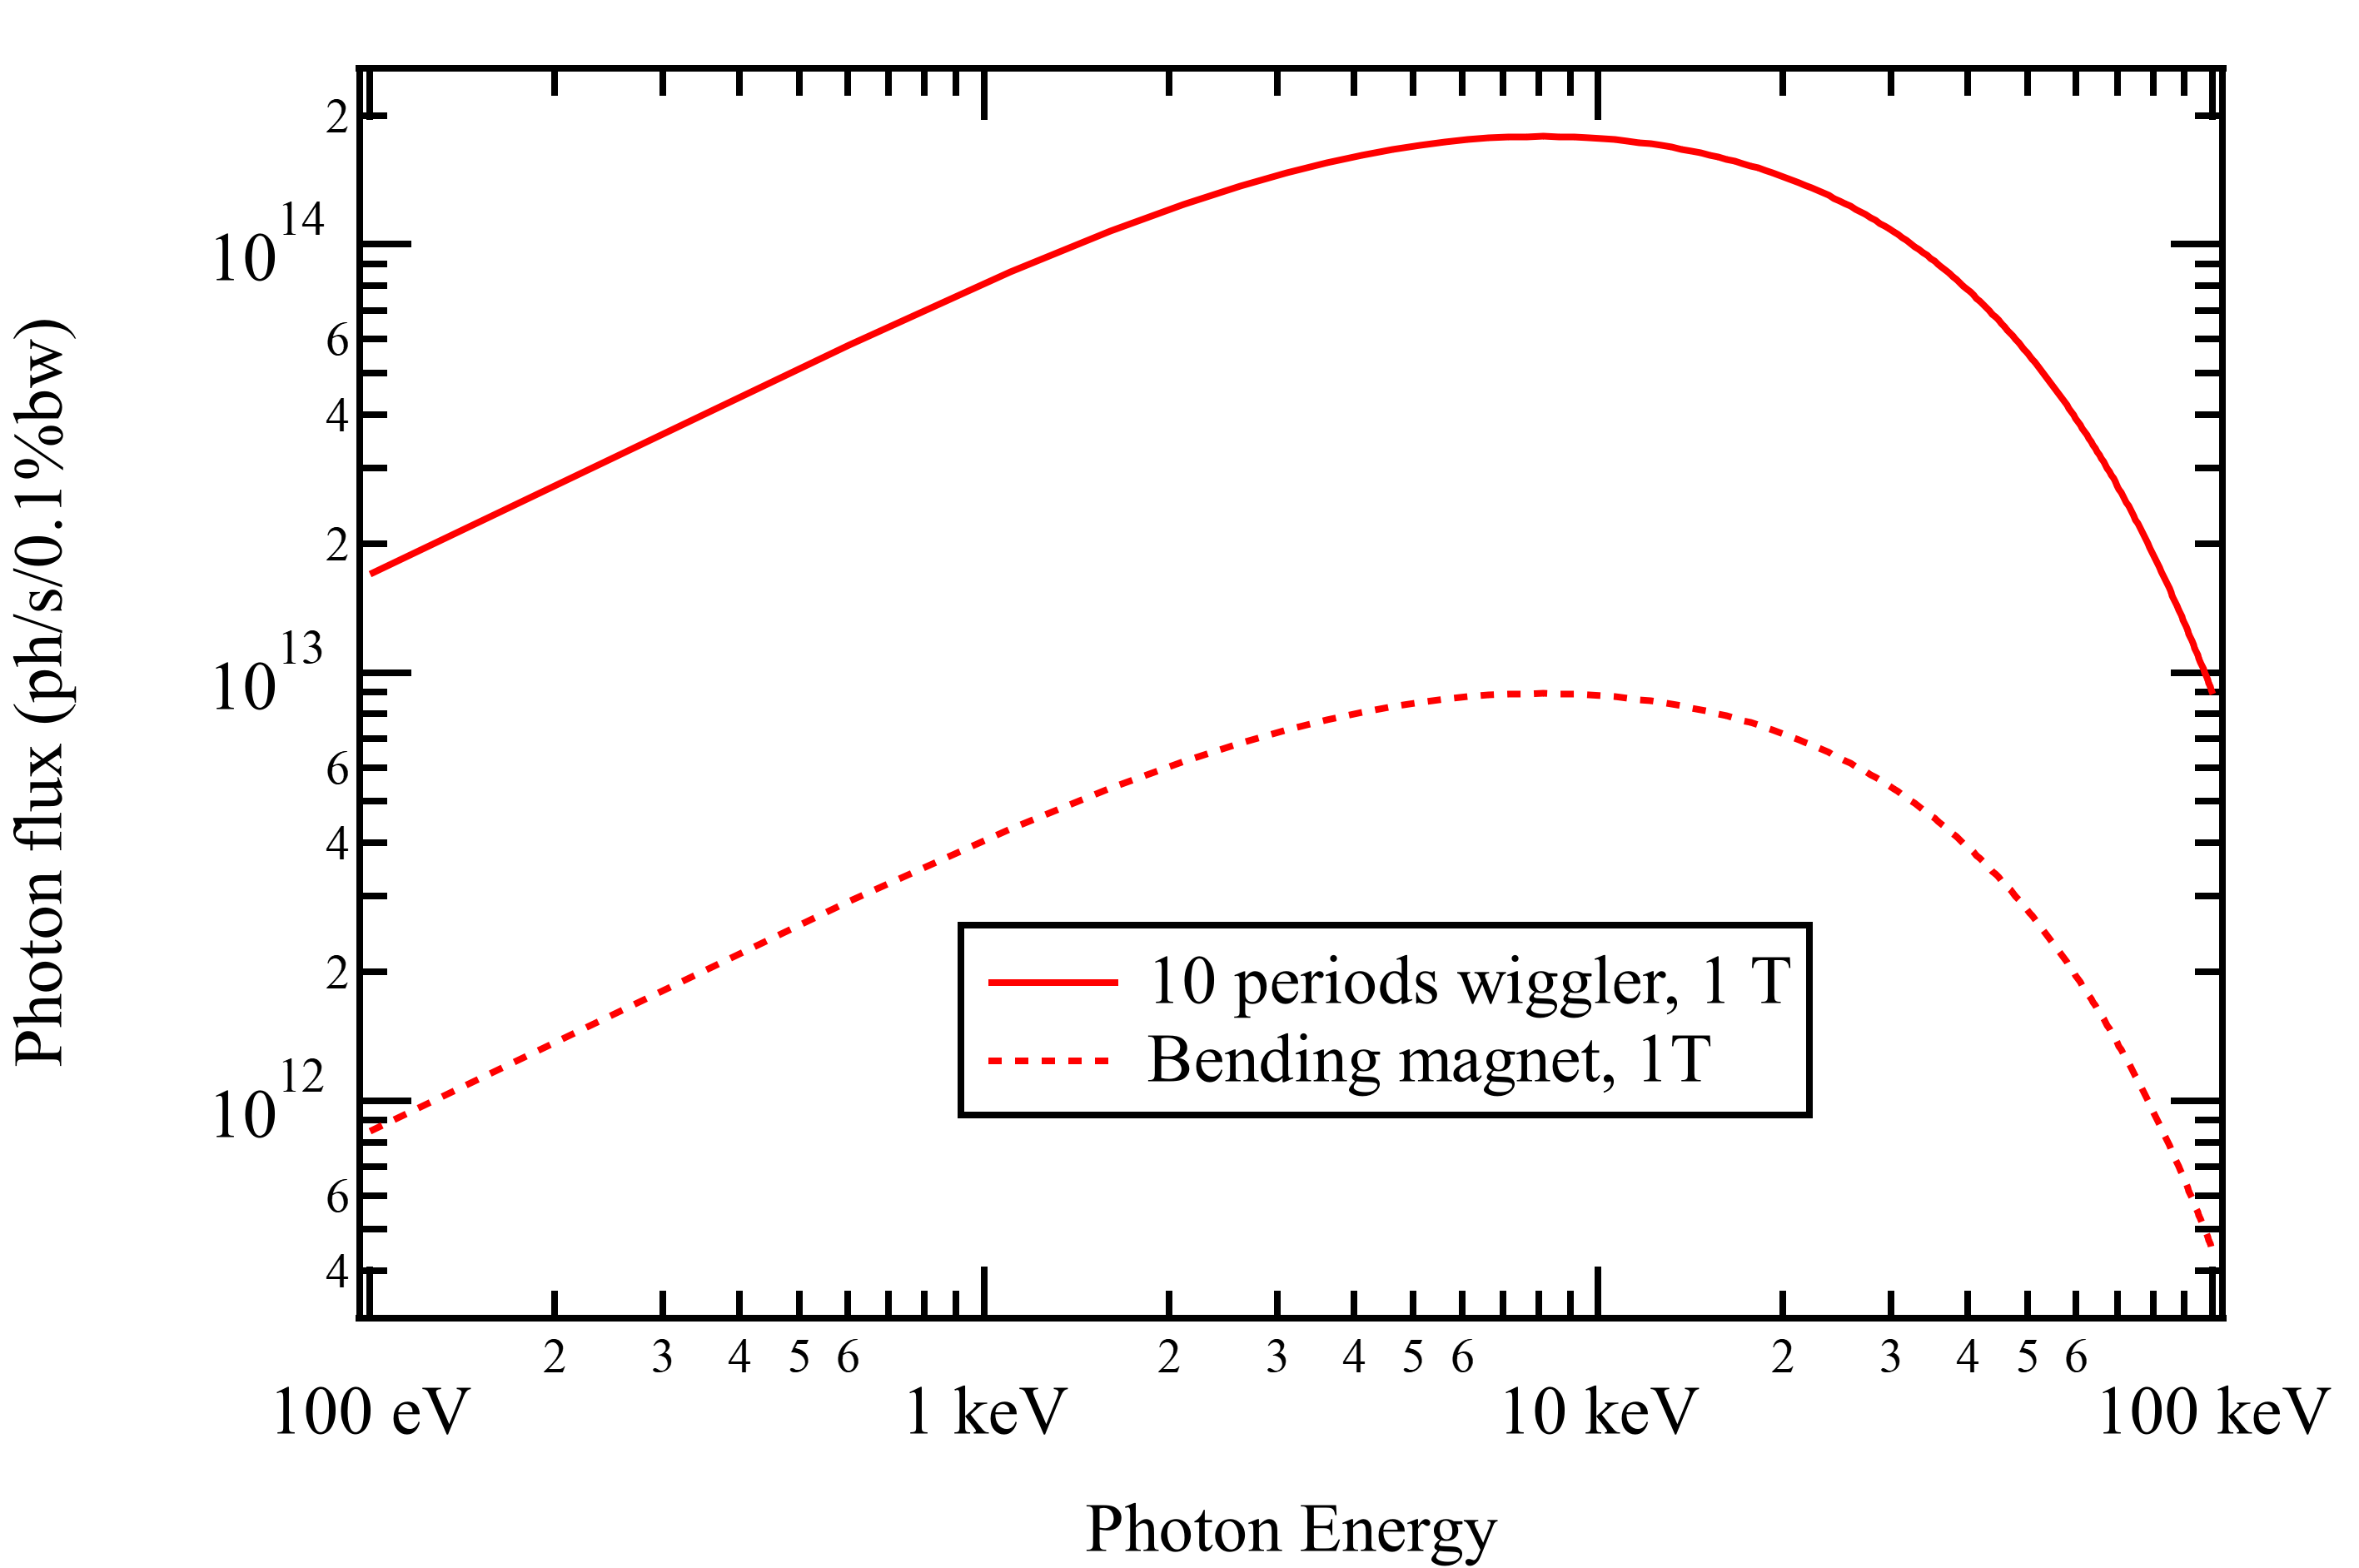 Photon flux (ph/s/0.1%bw)
2
10^14
6
4
2
10^13
6
4
2
10^12
6
4
10 periods wiggler, 1 T
Bending magnet, 1T
2 3 4 5 6 2 3 4 5 6 2 3 4 5 6
100 eV 1 keV 10 keV 100 keV
Photon Energy